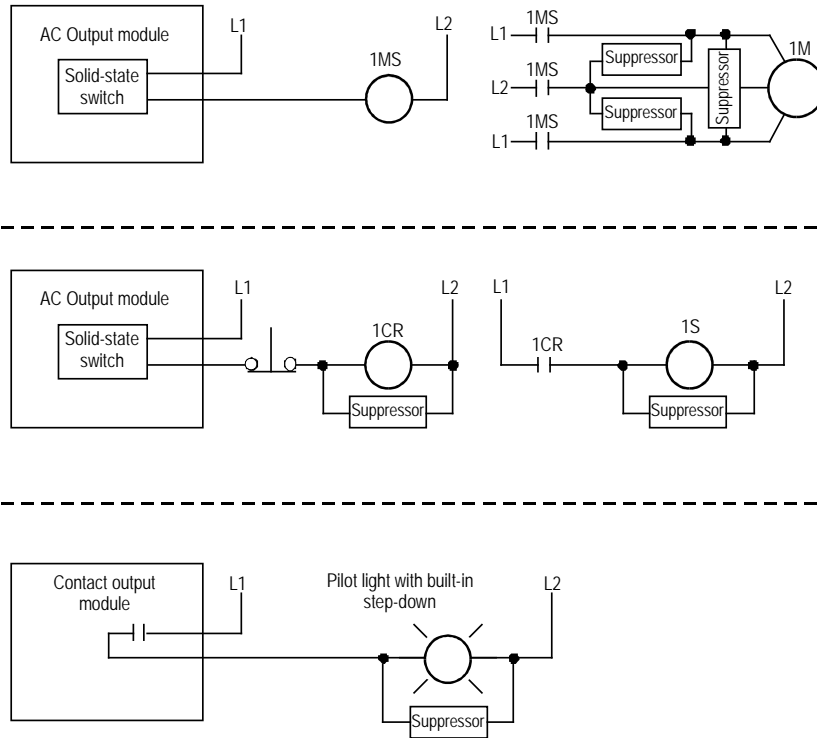 AC Output module
Solid-state
switch
L1
1MS
L2
L1
1MS
L2
1MS
L1
1MS
Suppressor
Suppressor
Suppressor
1M
AC Output module
Solid-state
switch
L1
1CR
Suppressor
L2
L1
1CR
1S
Suppressor
L2
Contact output
module
L1
Pilot light with built-in
step-down
Suppressor
L2